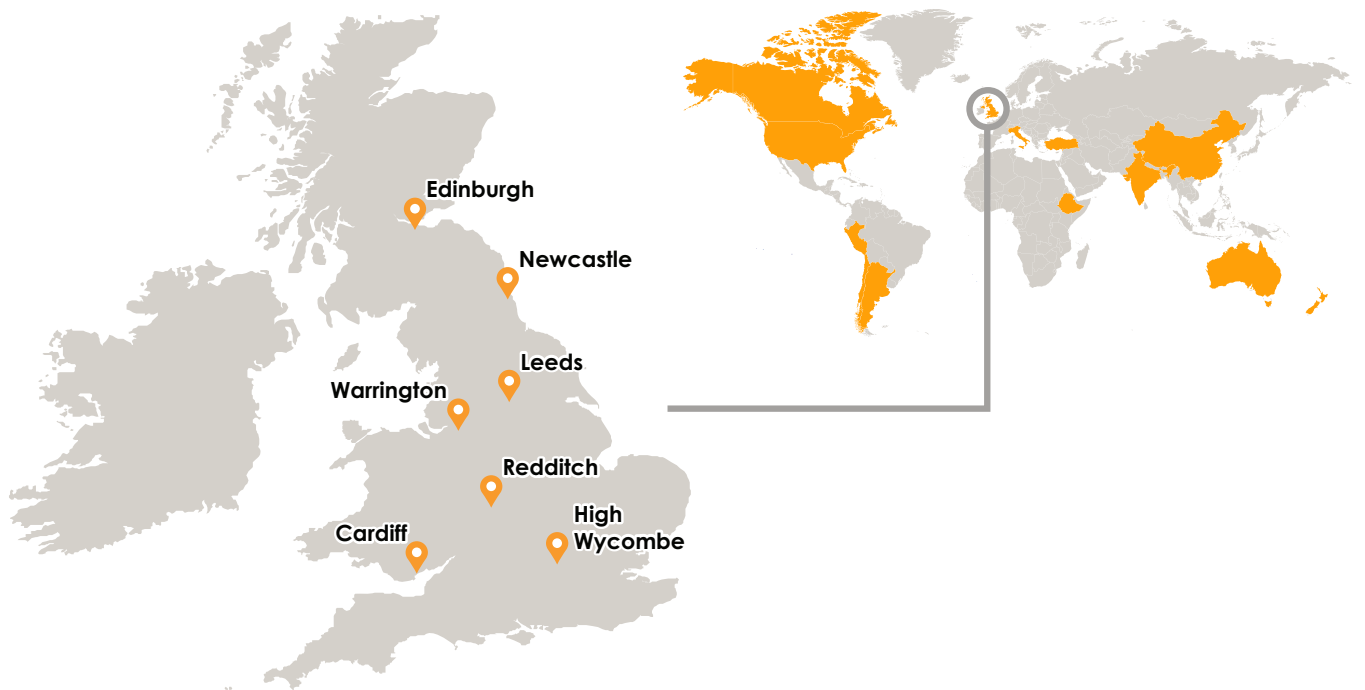 Edinburgh
Newcastle
Leeds
Warrington
Redditch
High
Wycombe
Cardiff